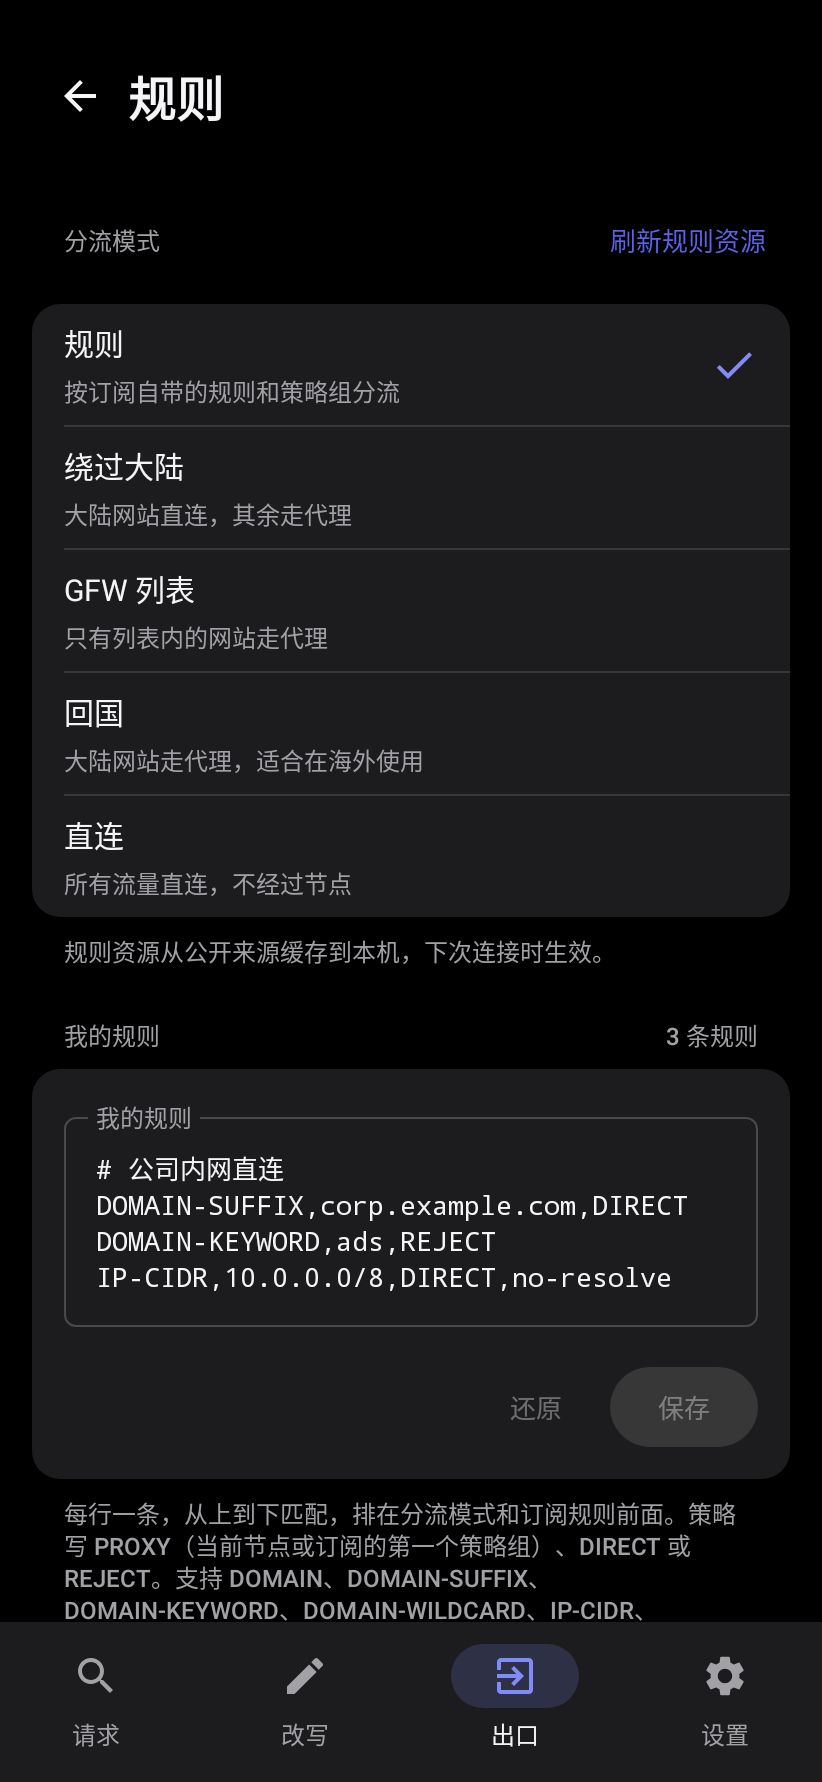 规则
分流模式
刷新规则资源
规则
按订阅自带的规则和策略组分流
绕过大陆
大陆网站直连，其余走代理
GFW 列表
只有列表内的网站走代理
回国
大陆网站走代理，适合在海外使用
直连
所有流量直连，不经过节点
规则资源从公开来源缓存到本机，下次连接时生效。
我的规则
3 条规则
我的规则
# 公司内网直连
DOMAIN-SUFFIX,corp.example.com,DIRECT
DOMAIN-KEYWORD,ads,REJECT
IP-CIDR,10.0.0.0/8,DIRECT,no-resolve
还原
保存
每行一条，从上到下匹配，排在分流模式和订阅规则前面。策略
写 PROXY（当前节点或订阅的第一个策略组）、DIRECT 或
REJECT。支持 DOMAIN、DOMAIN-SUFFIX、
DOMAIN-KEYWORD、DOMAIN-WILDCARD、IP-CIDR、
请求
改写
出口
设置